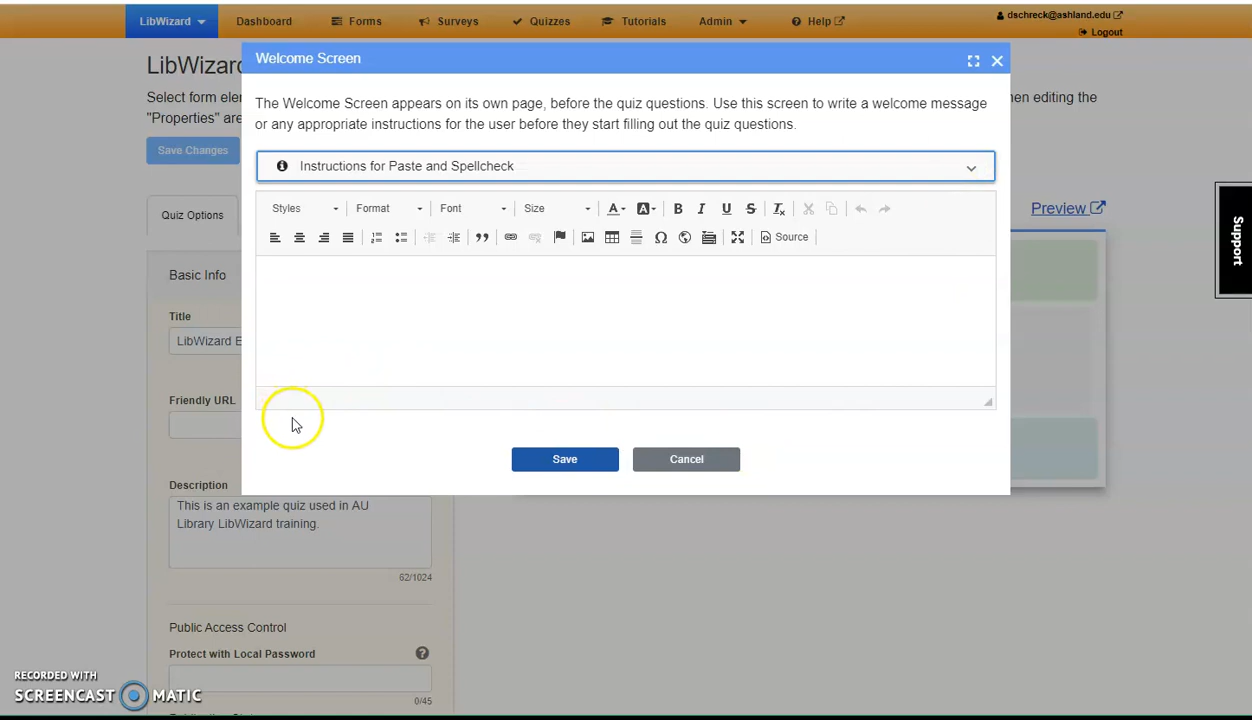 LibWizard
Dashboard
Forms
Surveys
Quizzes
Tutorials
Admin
Help
dschreck@ashland.edu
Logout
LibWizard
Welcome Screen
Select form ele
hen editing the
"Properties" are
The Welcome Screen appears on its own page, before the quiz questions. Use this screen to write a welcome message
or any appropriate instructions for the user before they start filling out the quiz questions.
Save Changes
Instructions for Paste and Spellcheck
Quiz Options
Styles
Format
Font
Size
Source
Preview
Support
Basic Info
Title
LibWizard E
Friendly URL
Save
Cancel
Description
This is an example quiz used in AU
Library LibWizard training.
62/1024
Public Access Control
Protect with Local Password
0/45
RECORDED WITH
SCREENCAST MATIC